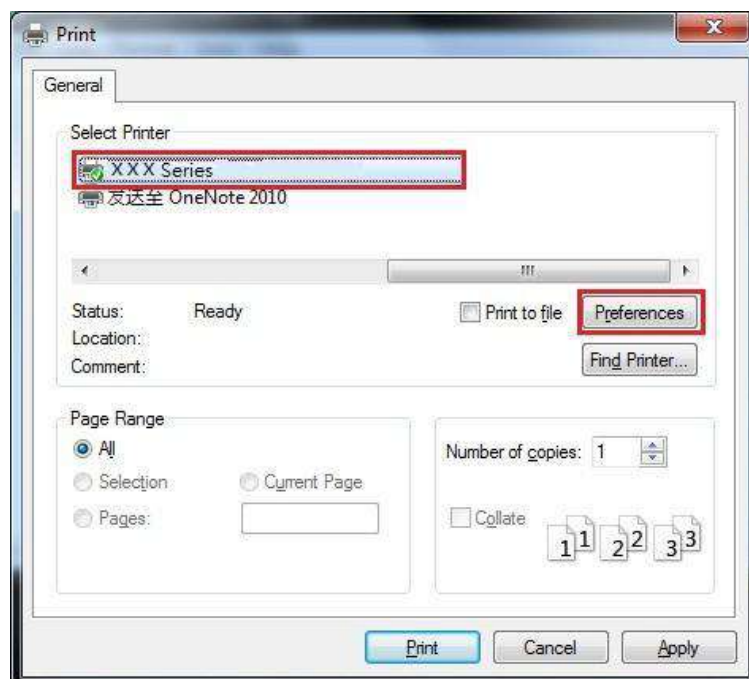 Print
X
General
Select Printer
XXX Series
发送至 OneNote 2010
Status: Ready
Location:
Comment:
Print to file
Preferences
Find Printer...
Page Range
All
Selection
Current Page
Pages:
Number of copies: 1
Collate
1 1 2 2 3 3
Print
Cancel
Apply